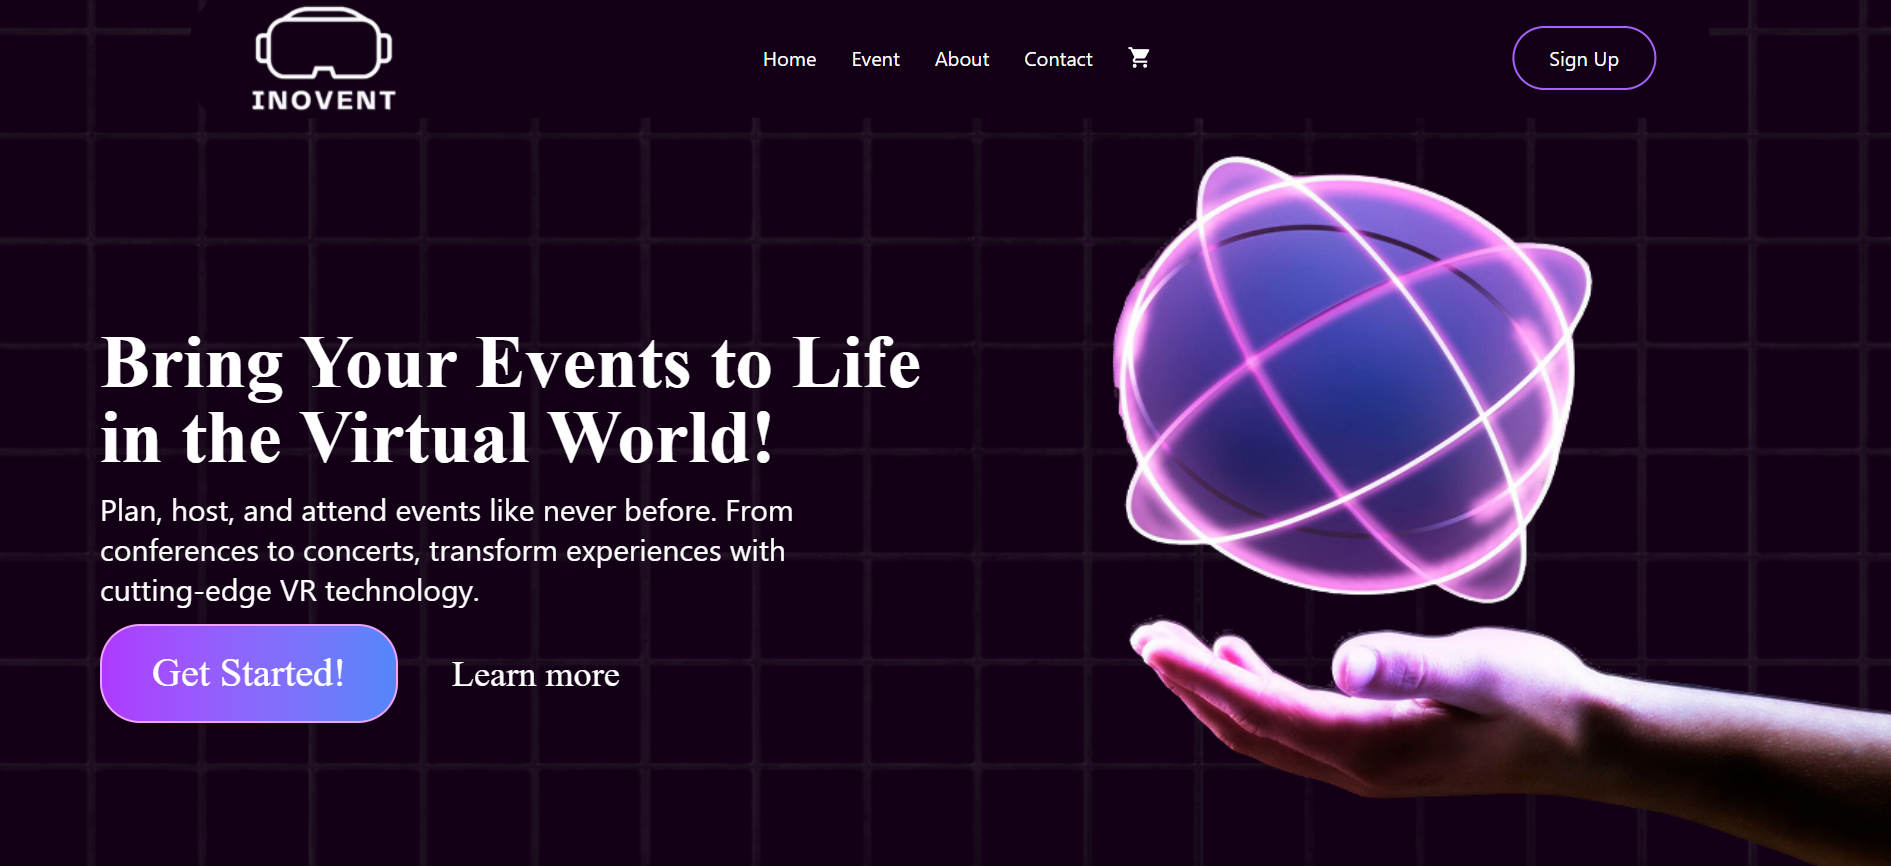 INOVENT
Home Event About Contact
Sign Up
Bring Your Events to Life
in the Virtual World!
Plan, host, and attend events like never before. From
conferences to concerts, transform experiences with
cutting-edge VR technology.
Get Started!
Learn more